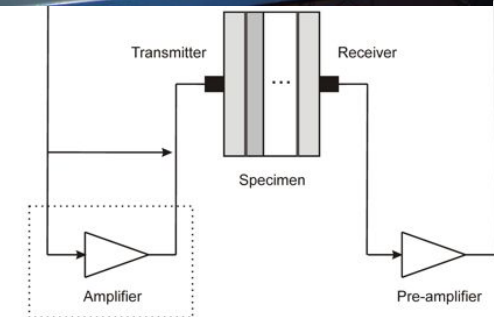 Transmitter
Receiver
...
Specimen
Amplifier
Pre-amplifier